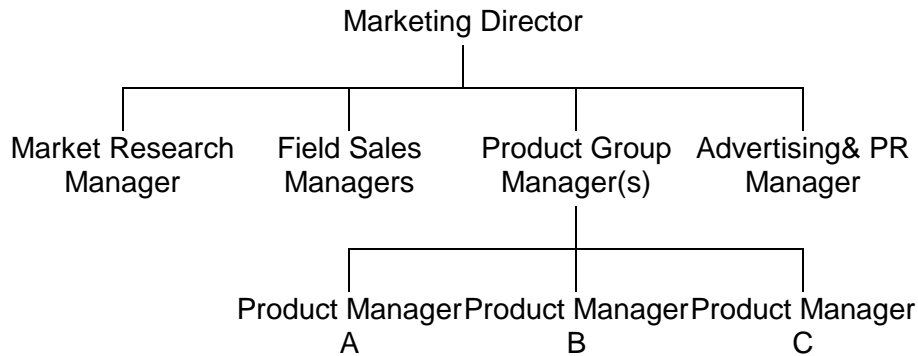 Marketing Director
Market Research
Manager
Field Sales
Managers
Product Group
Manager(s)
Advertising& PR
Manager
Product Manager
A
Product Manager
B
Product Manager
C